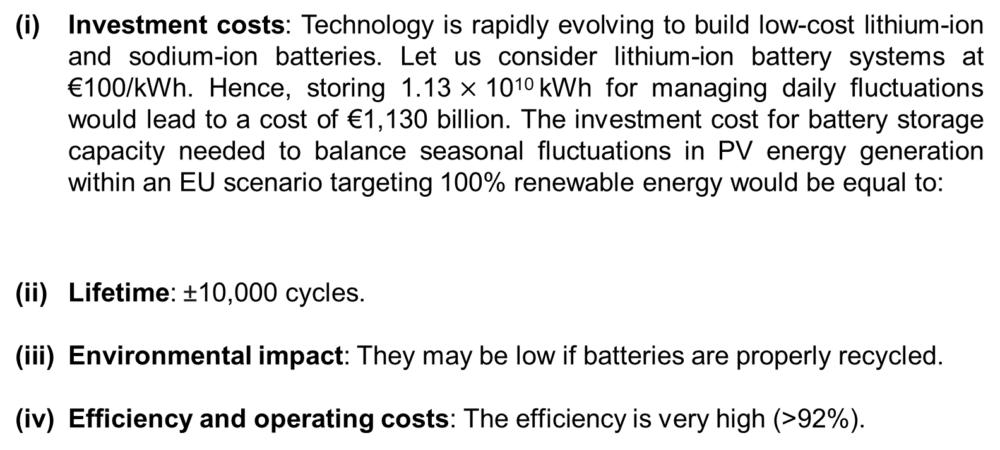 (i) Investment costs: Technology is rapidly evolving to build low-cost lithium-ion
and sodium-ion batteries. Let us consider lithium-ion battery systems at
€100/kWh. Hence, storing 1.13 × 10¹⁰ kWh for managing daily fluctuations
would lead to a cost of €1,130 billion. The investment cost for battery storage
capacity needed to balance seasonal fluctuations in PV energy generation
within an EU scenario targeting 100% renewable energy would be equal to:
(ii) Lifetime: ±10,000 cycles.
(iii) Environmental impact: They may be low if batteries are properly recycled.
(iv) Efficiency and operating costs: The efficiency is very high (>92%).